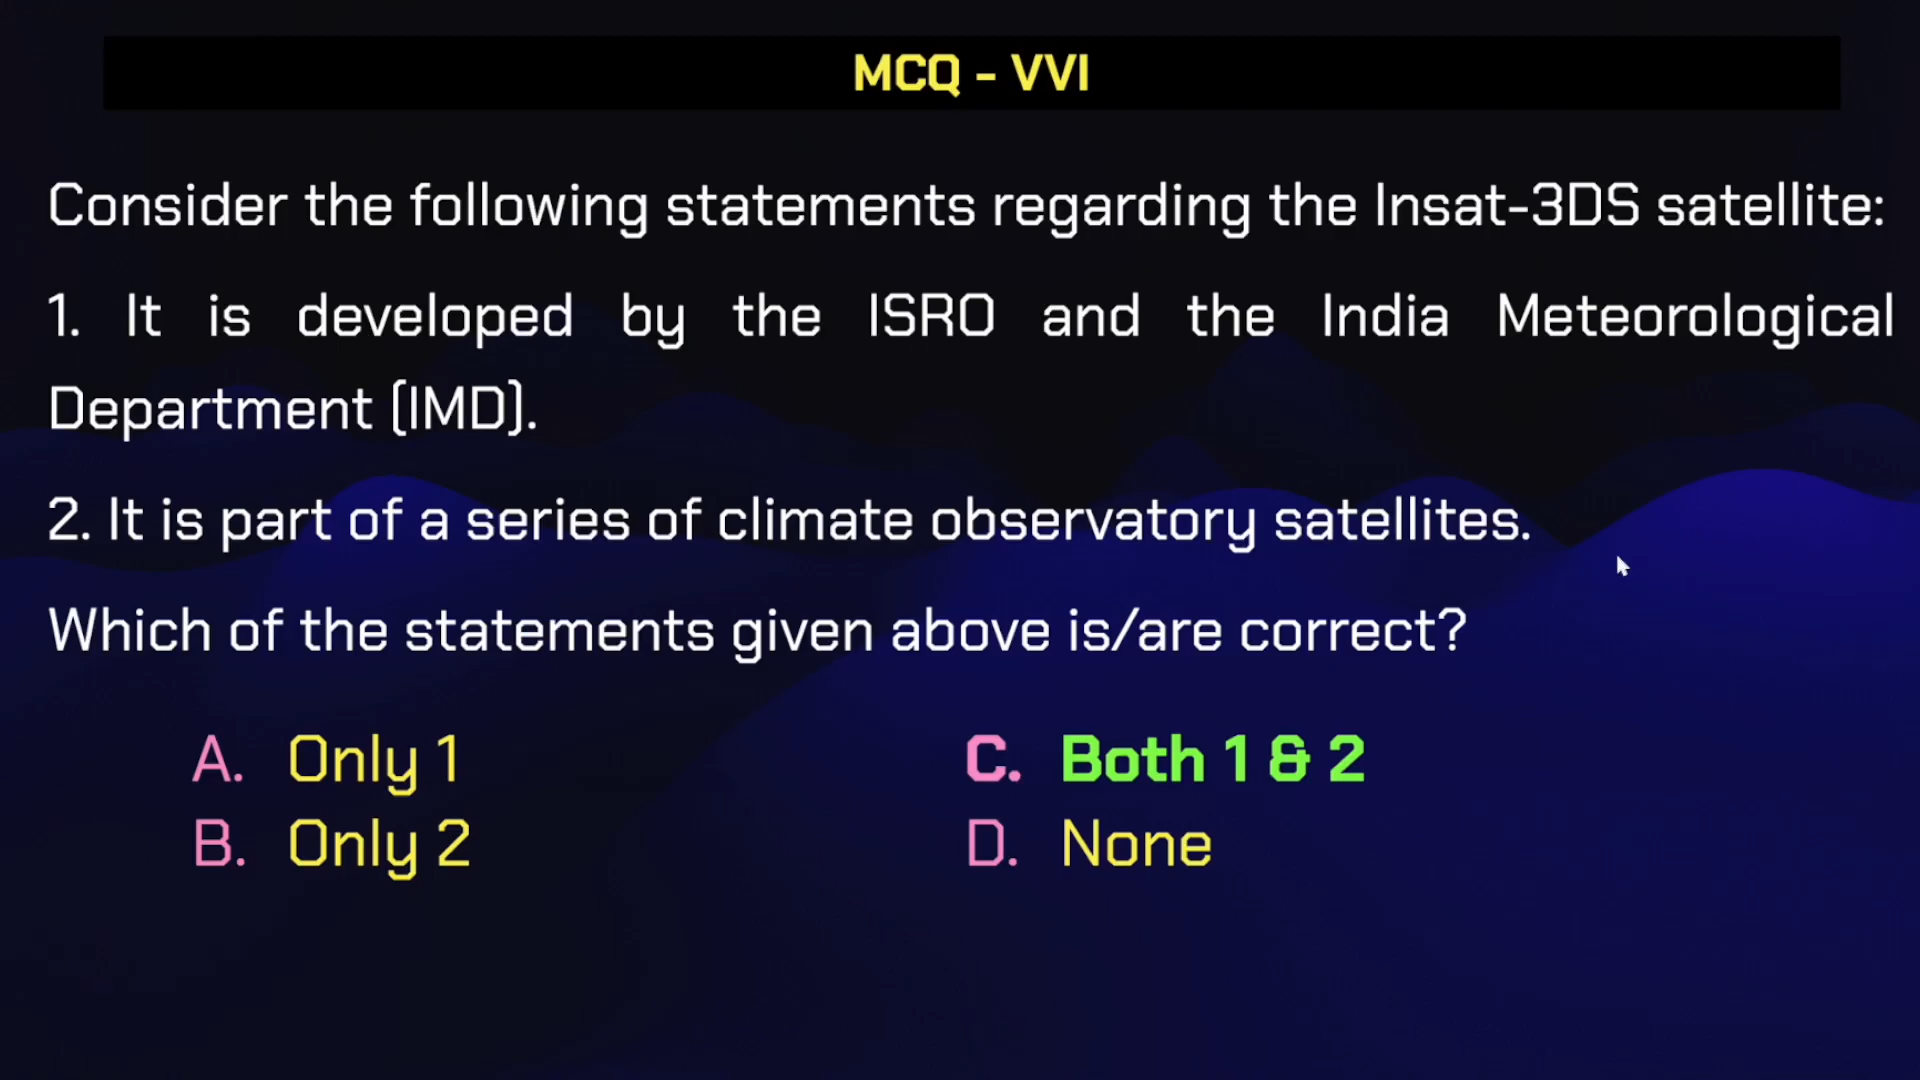 MCQ - VVI
Consider the following statements regarding the Insat-3DS satellite:
1. It is developed by the ISRO and the India Meteorological
Department (IMD).
2. It is part of a series of climate observatory satellites.
Which of the statements given above is/are correct?
A. Only 1
B. Only 2
C. Both 1 & 2
D. None